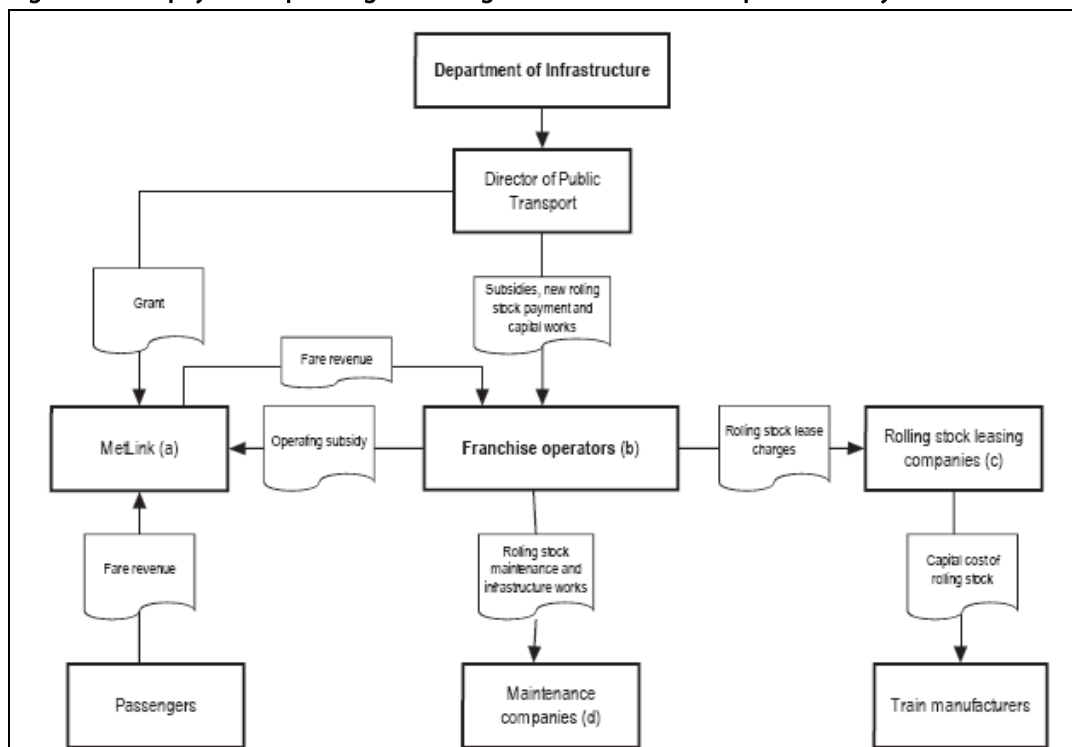 Department of Infrastructure
Director of Public
Transport
Grant
Subsidies, new rolling
stock payment and
capital works
Fare revenue
MetLink (a)
Operating subsidy
Franchise operators (b)
Rolling stock lease
charges
Rolling stock leasing
companies (c)
Fare revenue
Rolling stock
maintenance and
infrastructure works
Capital cost of
rolling stock
Passengers
Maintenance
companies (d)
Train manufacturers